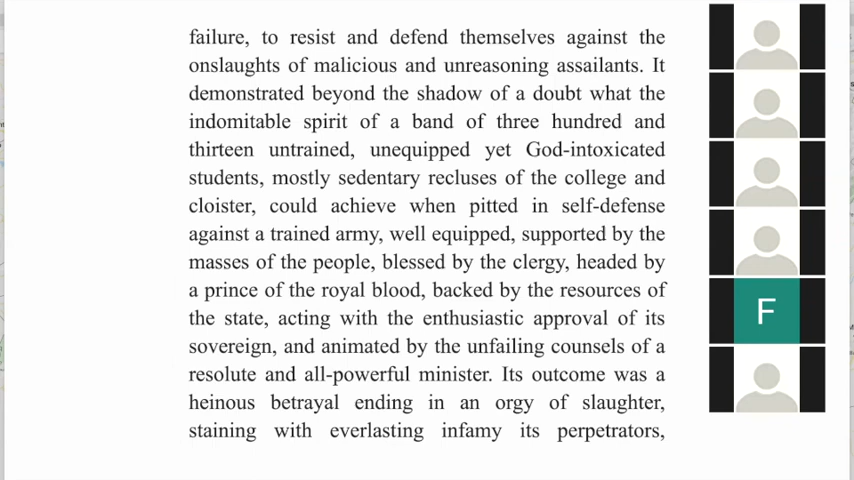 failure, to resist and defend themselves against the
onslaughts of malicious and unreasoning assailants. It
demonstrated beyond the shadow of a doubt what the
indomitable spirit of a band of three hundred and
thirteen untrained, unequipped yet God-intoxicated
students, mostly sedentary recluses of the college and
cloister, could achieve when pitted in self-defense
against a trained army, well equipped, supported by the
masses of the people, blessed by the clergy, headed by
a prince of the royal blood, backed by the resources of
the state, acting with the enthusiastic approval of its
sovereign, and animated by the unfailing counsels of a
resolute and all-powerful minister. Its outcome was a
heinous betrayal ending in an orgy of slaughter,
staining with everlasting infamy its perpetrators,
F